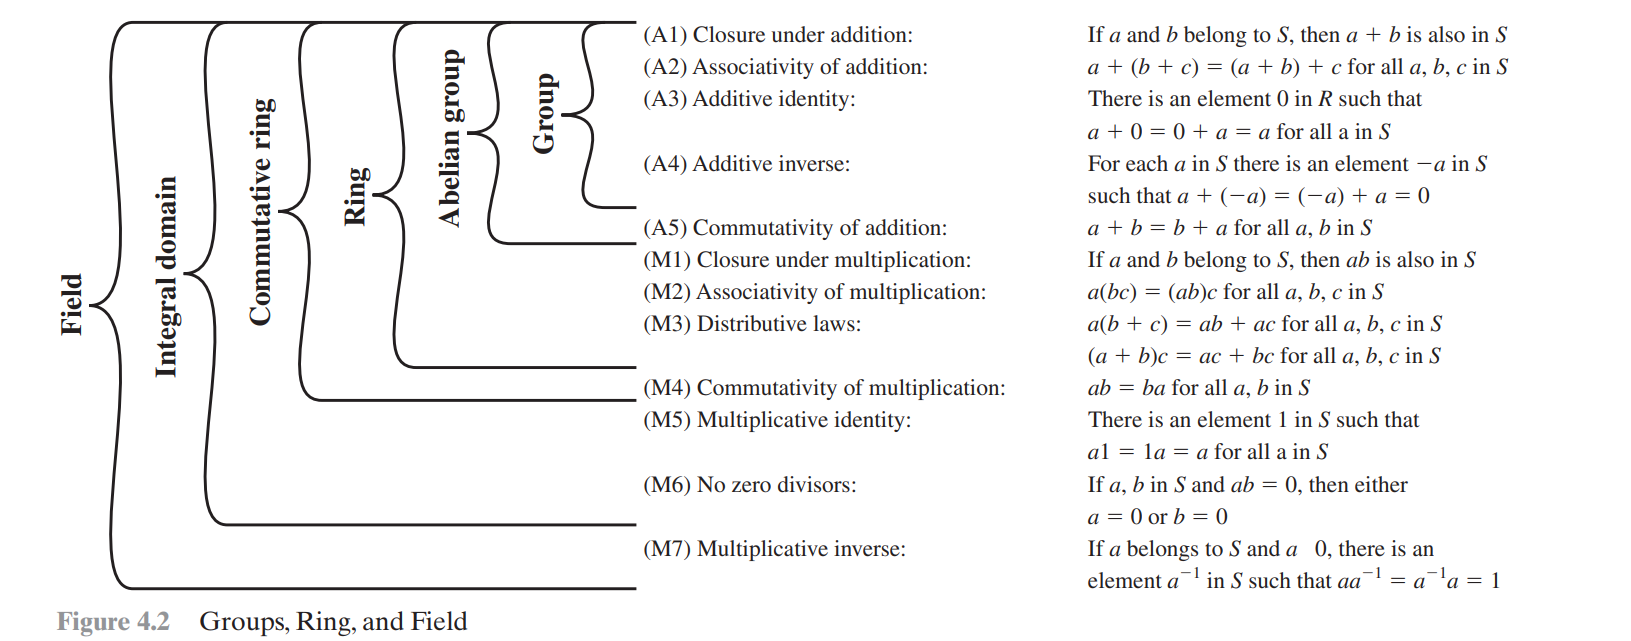 Field
Integral domain
Commutative ring
Ring
Abelian group
Group
(A1) Closure under addition: If a and b belong to S, then a + b is also in S
(A2) Associativity of addition: a + (b + c) = (a + b) + c for all a, b, c in S
(A3) Additive identity: There is an element 0 in R such that
a + 0 = 0 + a = a for all a in S
(A4) Additive inverse: For each a in S there is an element −a in S
such that a + (−a) = (−a) + a = 0
(A5) Commutativity of addition: a + b = b + a for all a, b in S
(M1) Closure under multiplication: If a and b belong to S, then ab is also in S
(M2) Associativity of multiplication: a(bc) = (ab)c for all a, b, c in S
(M3) Distributive laws: a(b + c) = ab + ac for all a, b, c in S
(a + b)c = ac + bc for all a, b, c in S
(M4) Commutativity of multiplication: ab = ba for all a, b in S
(M5) Multiplicative identity: There is an element 1 in S such that
a1 = 1a = a for all a in S
(M6) No zero divisors: If a, b in S and ab = 0, then either
a = 0 or b = 0
(M7) Multiplicative inverse: If a belongs to S and a 0, there is an
element a⁻¹ in S such that aa⁻¹ = a⁻¹a = 1
Figure 4.2 Groups, Ring, and Field